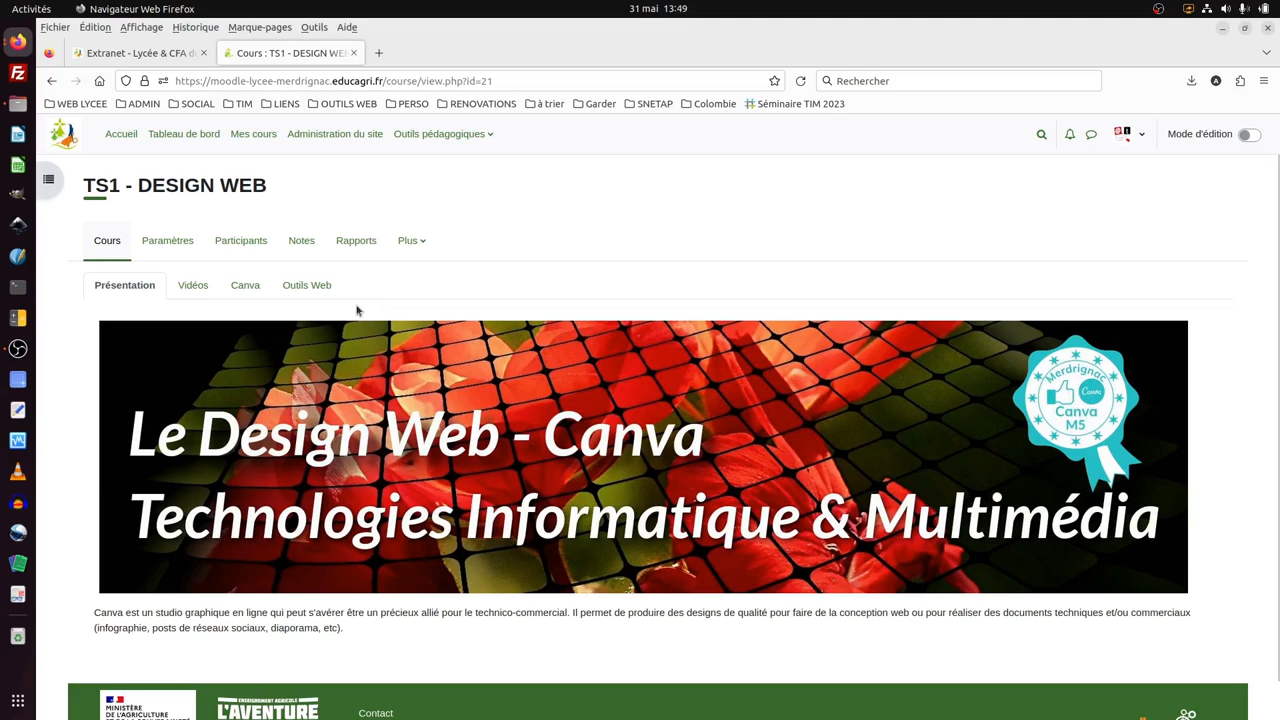 Activités
Navigateur Web Firefox
31 mai 13:49
Fichier Édition Affichage Historique Marque-pages Outils Aide
Extranet - Lycée & CFA d
Cours : TS1 - DESIGN WEB
https://moodle-lycee-merdrignac.educagri.fr/course/view.php?id=21
Rechercher
WEB LYCEE ADMIN SOCIAL TIM LIENS OUTILS WEB PERSO RENOVATIONS à trier Garder SNETAP Colombie Séminaire TIM 2023
Accueil Tableau de bord Mes cours Administration du site Outils pédagogiques
Mode d'édition
TS1 - DESIGN WEB
Cours Paramètres Participants Notes Rapports Plus
Présentation Vidéos Canva Outils Web
Merdrignac
Canva
Canva
M5
Le Design Web - Canva
Technologies Informatique & Multimédia
Canva est un studio graphique en ligne qui peut s'avérer être un précieux allié pour le technico-commercial. Il permet de produire des designs de qualité pour faire de la conception web ou pour réaliser des documents techniques et/ou commerciaux
(infographie, posts de réseaux sociaux, diaporama, etc).
MINISTÈRE
DE L'AGRICULTURE
ENSEIGNEMENT AGRICOLE
L'AVENTURE
Contact